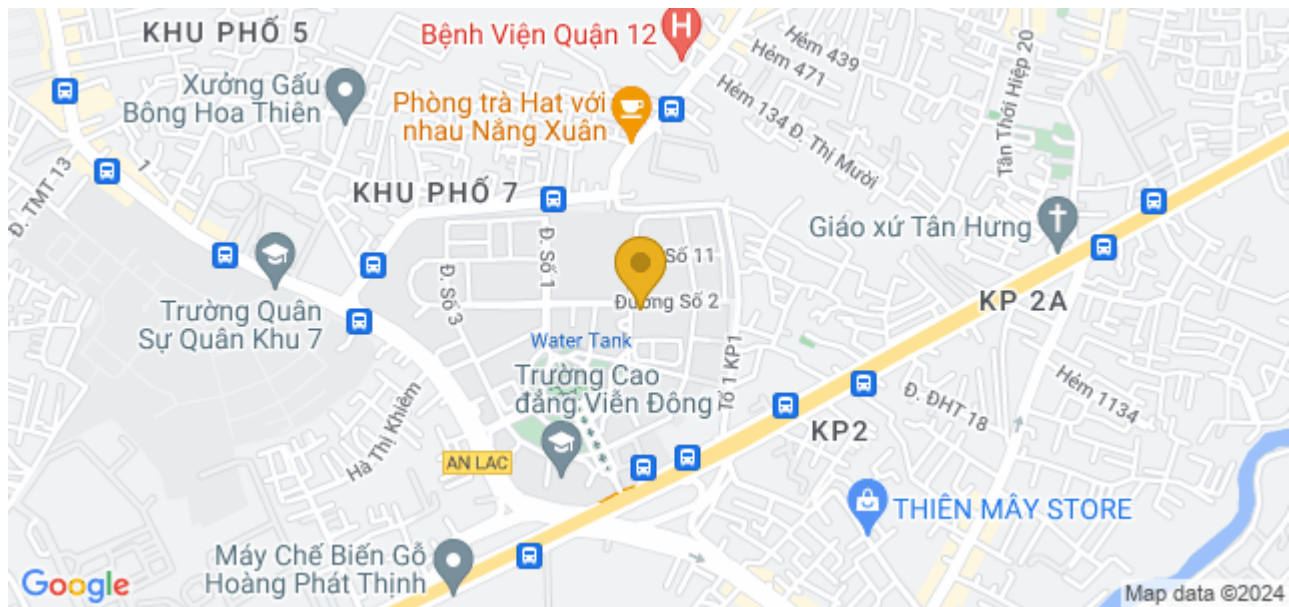 KHU PHỐ 5
Bệnh Viện Quận 12
Hẻm 439
Hẻm 471
Tân Thới Hiệp 20
Xưởng Gấu
Bông Hoa Thiên
Phòng trà Hat với
nhau Nắng Xuân
Hẻm 134 Đ. Thị Mười
1
Đ. TMT 13
KHU PHỐ 7
Giáo xứ Tân Hưng
Đ. Số 1
Số 11
Đ. Số 3
Đường Số 2
KP 2A
Trường Quân
Sự Quân Khu 7
Water Tank
Tổ 1 KP1
Trường Cao
đẳng Viễn Đông
Hà Thị Khiêm
Đ. ĐHT 18
Hẻm 1134
KP2
AN LAC
THIÊN MÂY STORE
Máy Chế Biến Gỗ
Hoàng Phát Thịnh
Google
Map data ©2024